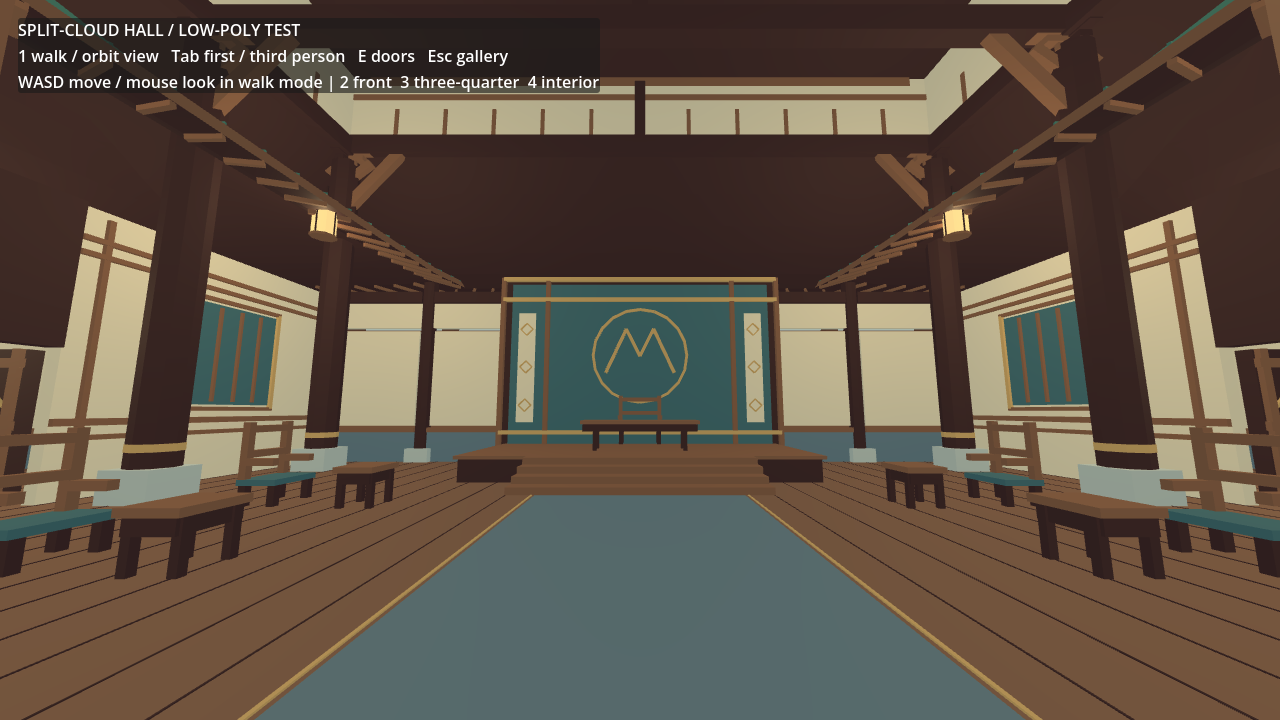 SPLIT-CLOUD HALL / LOW-POLY TEST
1 walk / orbit view   Tab first / third person   E doors   Esc gallery
WASD move / mouse look in walk mode | 2 front  3 three-quarter  4 interior